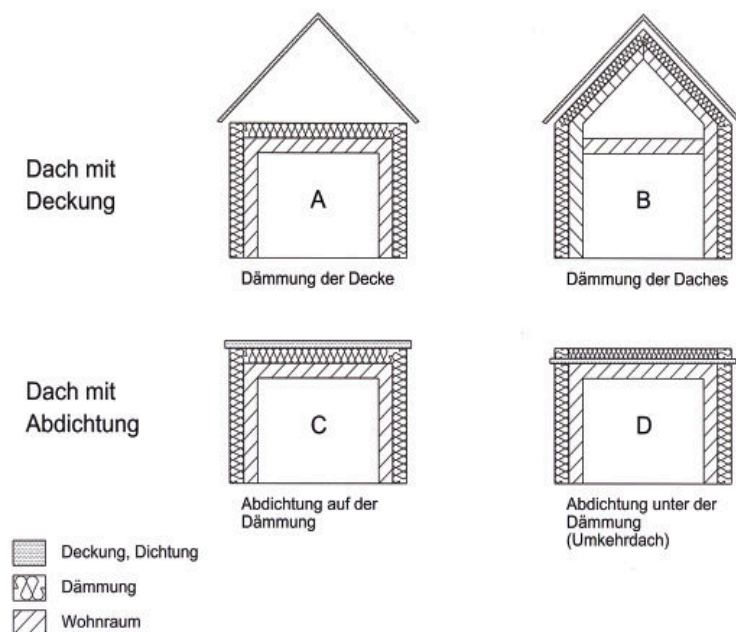 Dach mit
Deckung
A
Dämmung der Decke
B
Dämmung der Daches
Dach mit
Abdichtung
C
Abdichtung auf der
Dämmung
D
Abdichtung unter der
Dämmung
(Umkehrdach)
Deckung, Dichtung
Dämmung
Wohnraum